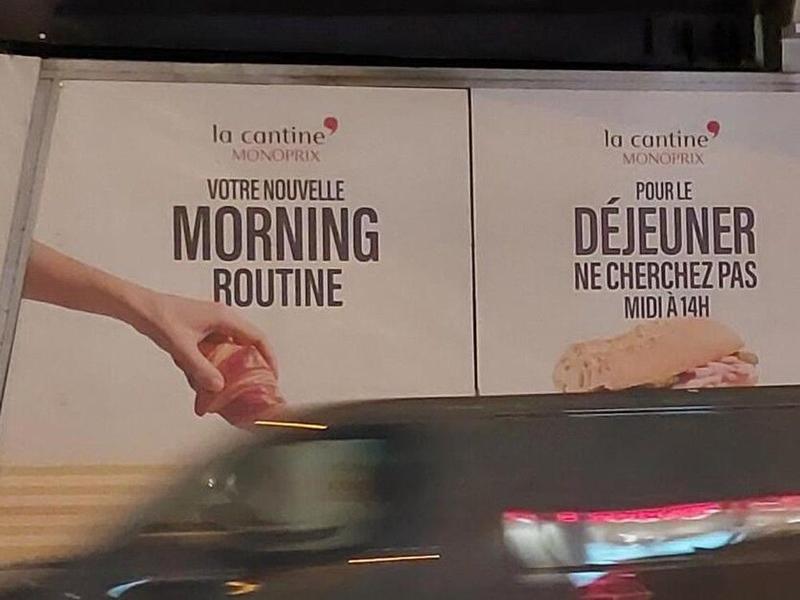 la cantine
MONOPRIX
VOTRE NOUVELLE
MORNING
ROUTINE
la cantine
MONOPRIX
POUR LE
DÉJEUNER
NE CHERCHEZ PAS
MIDI À 14H